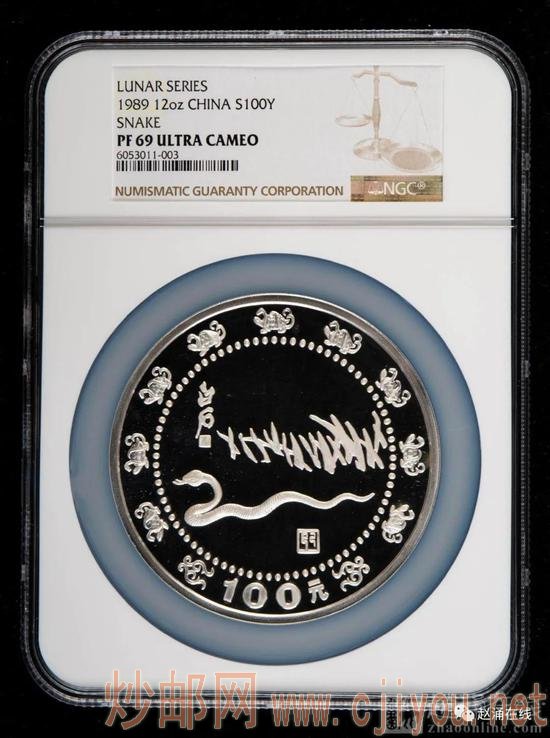 LUNAR SERIES
1989 12oz CHINA S100Y
SNAKE
PF 69 ULTRA CAMEO
6053011-003
NUMISMATIC GUARANTY CORPORATION
NGC
100元
炒邮网 www.cjiyou.net
赵涌在线
zhaoonline.com